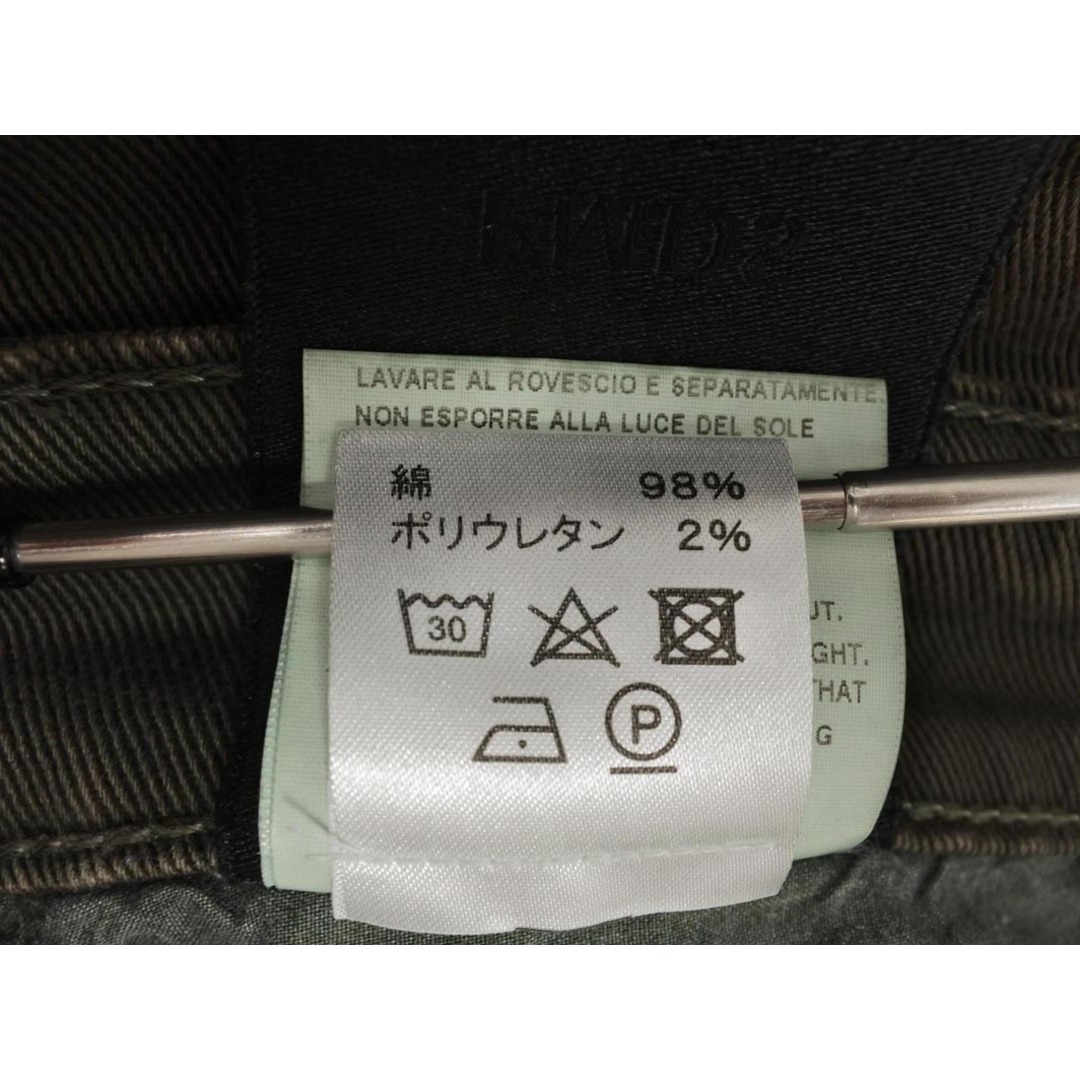 LAVARE AL ROVESCIO E SEPARATAMENTE.
NON ESPORRE ALLA LUCE DEL SOLE
綿 98%
ポリウレタン 2%
30
UT.
GHT.
THAT
P
G